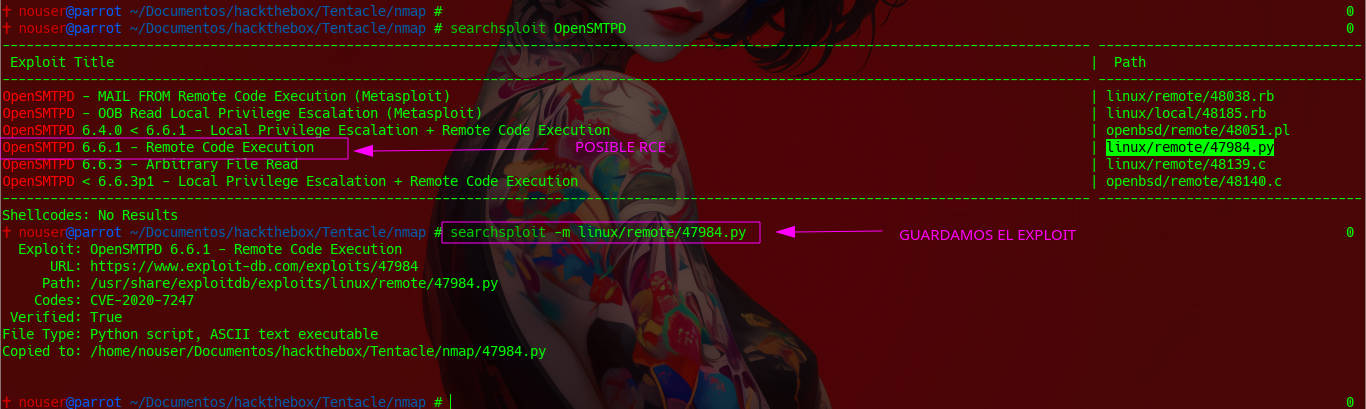 † nouser@parrot ~/Documentos/hackthebox/Tentacle/nmap # 0
† nouser@parrot ~/Documentos/hackthebox/Tentacle/nmap # searchsploit OpenSMTPD 0
Exploit Title | Path
OpenSMTPD - MAIL FROM Remote Code Execution (Metasploit) | linux/remote/48038.rb
OpenSMTPD - OOB Read Local Privilege Escalation (Metasploit) | linux/local/48185.rb
OpenSMTPD 6.4.0 < 6.6.1 - Local Privilege Escalation + Remote Code Execution | openbsd/remote/48051.pl
OpenSMTPD 6.6.1 - Remote Code Execution POSIBLE RCE | linux/remote/47984.py
OpenSMTPD 6.6.3 - Arbitrary File Read | linux/remote/48139.c
OpenSMTPD < 6.6.3p1 - Local Privilege Escalation + Remote Code Execution | openbsd/remote/48140.c
Shellcodes: No Results
† nouser@parrot ~/Documentos/hackthebox/Tentacle/nmap # searchsploit -m linux/remote/47984.py GUARDAMOS EL EXPLOIT 0
Exploit: OpenSMTPD 6.6.1 - Remote Code Execution
URL: https://www.exploit-db.com/exploits/47984
Path: /usr/share/exploitdb/exploits/linux/remote/47984.py
Codes: CVE-2020-7247
Verified: True
File Type: Python script, ASCII text executable
Copied to: /home/nouser/Documentos/hackthebox/Tentacle/nmap/47984.py
† nouser@parrot ~/Documentos/hackthebox/Tentacle/nmap # 0